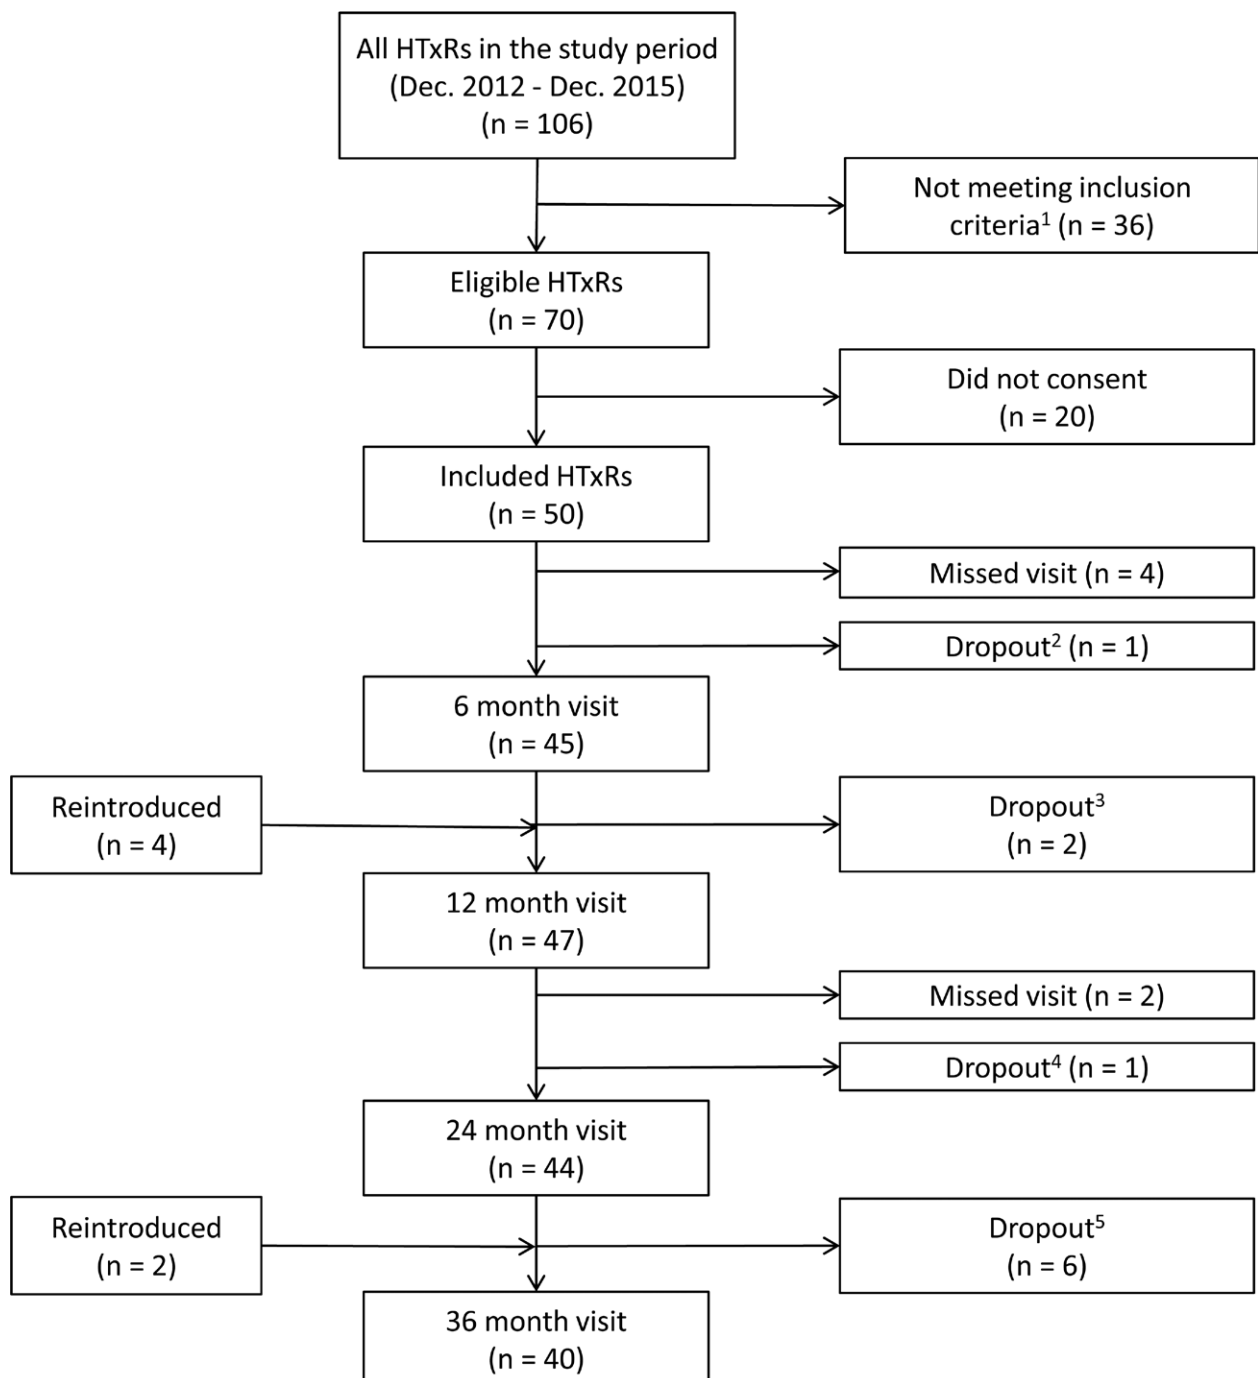 All HTxRs in the study period
(Dec. 2012 - Dec. 2015)
(n = 106)
Not meeting inclusion
criteria¹ (n = 36)
Eligible HTxRs
(n = 70)
Did not consent
(n = 20)
Included HTxRs
(n = 50)
Missed visit (n = 4)
Dropout² (n = 1)
6 month visit
(n = 45)
Reintroduced
(n = 4)
Dropout³
(n = 2)
12 month visit
(n = 47)
Missed visit (n = 2)
Dropout⁴ (n = 1)
24 month visit
(n = 44)
Reintroduced
(n = 2)
Dropout⁵
(n = 6)
36 month visit
(n = 40)